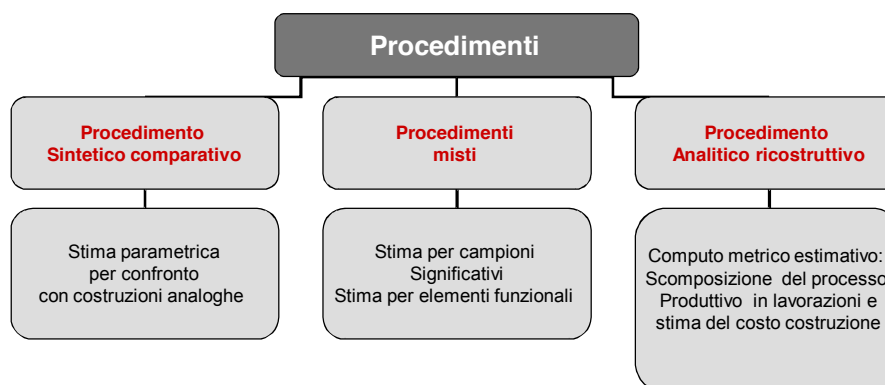 Procedimenti
Procedimento
Sintetico comparativo
Procedimenti
misti
Procedimento
Analitico ricostruttivo
Stima parametrica
per confronto
con costruzioni analoghe
Stima per campioni
Significativi
Stima per elementi funzionali
Computo metrico estimativo:
Scomposizione del processo
Produttivo in lavorazioni e
stima del costo costruzione